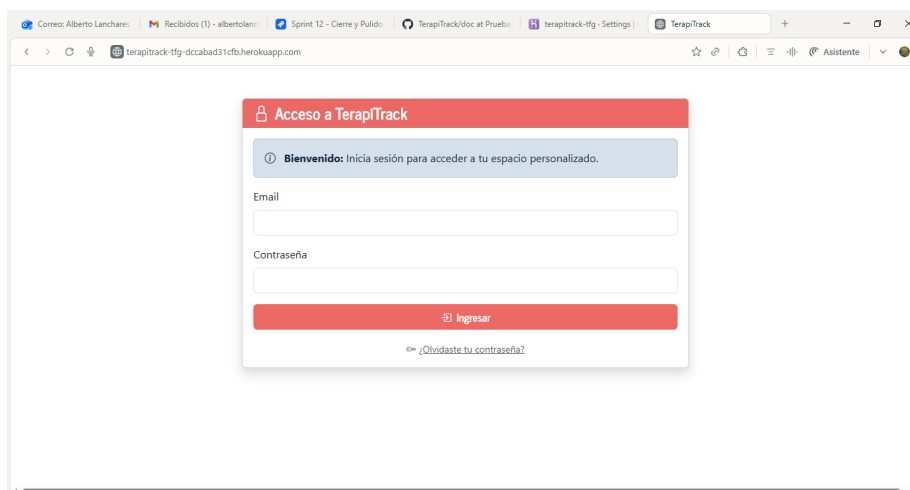 Correo: Alberto Lanchares
Recibidos (1) - albertolanc
Sprint 12 - Cierre y Pulido
TerapiTrack/doc at Prueba
terapitrack-tfg · Settings |
TerapiTrack
terapitrack-tfg-dccabad31cfb.herokuapp.com
Asistente
Acceso a TerapiTrack
Bienvenido: Inicia sesión para acceder a tu espacio personalizado.
Email
Contraseña
Ingresar
¿Olvidaste tu contraseña?